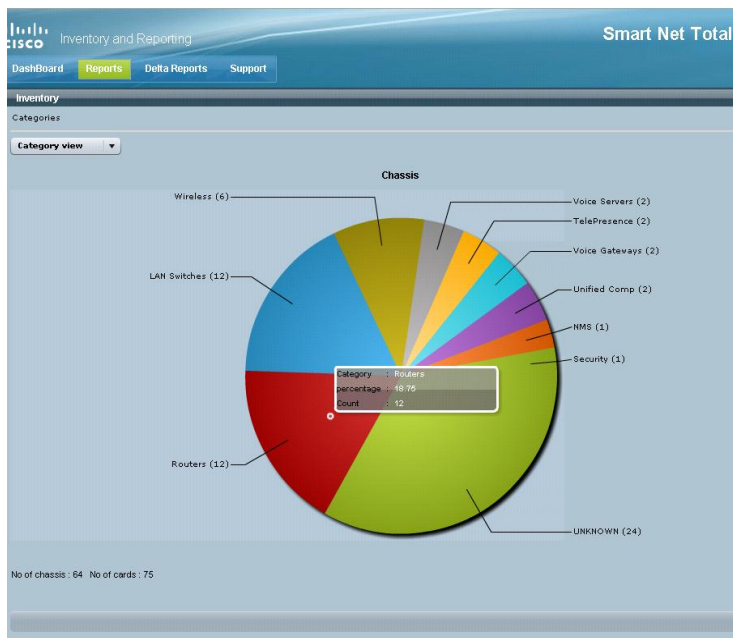 cisco Inventory and Reporting
Smart Net Total
DashBoard Reports Delta Reports Support
Inventory
Categories
Category view
Chassis
Wireless (6)
Voice Servers (2)
TelePresence (2)
Voice Gateways (2)
LAN Switches (12)
Unified Comp (2)
NMS (1)
Security (1)
Category : Routers
percentage : 18.75
Count : 12
Routers (12)
UNKNOWN (24)
No of chassis : 64 No of cards : 75